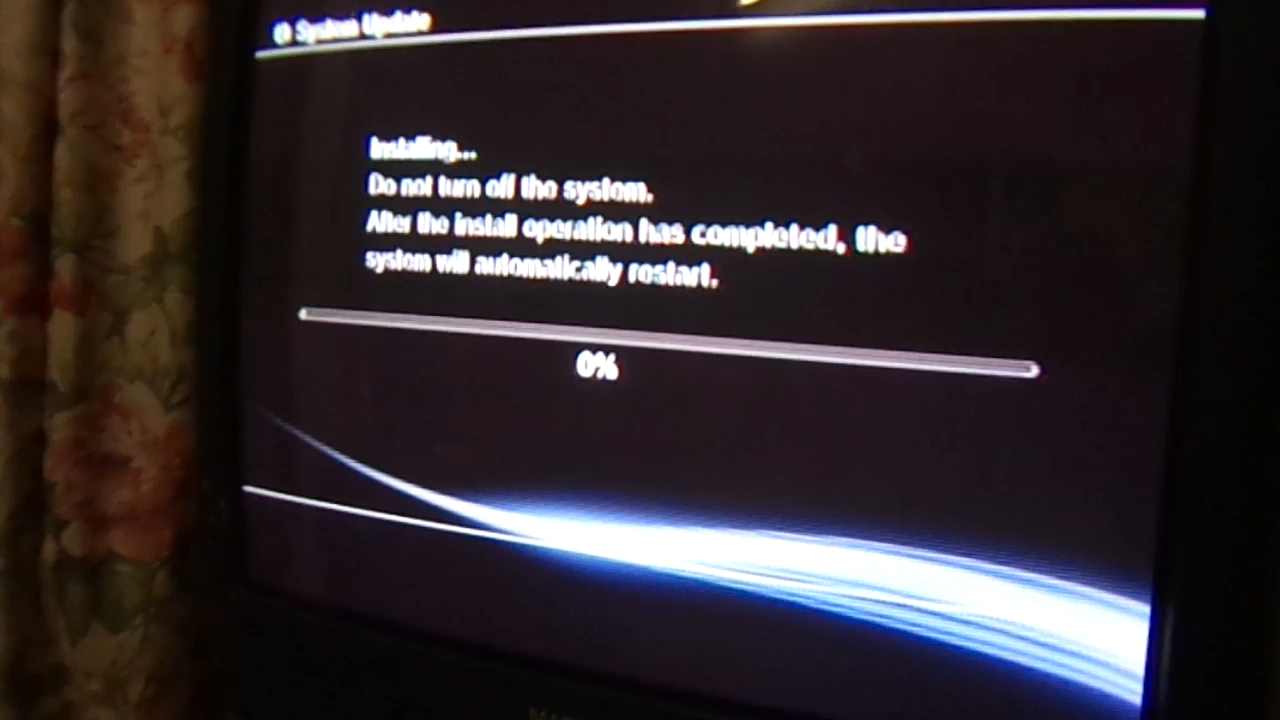 System Update
Installing...
Do not turn off the system.
After the install operation has completed, the
system will automatically restart.
0%